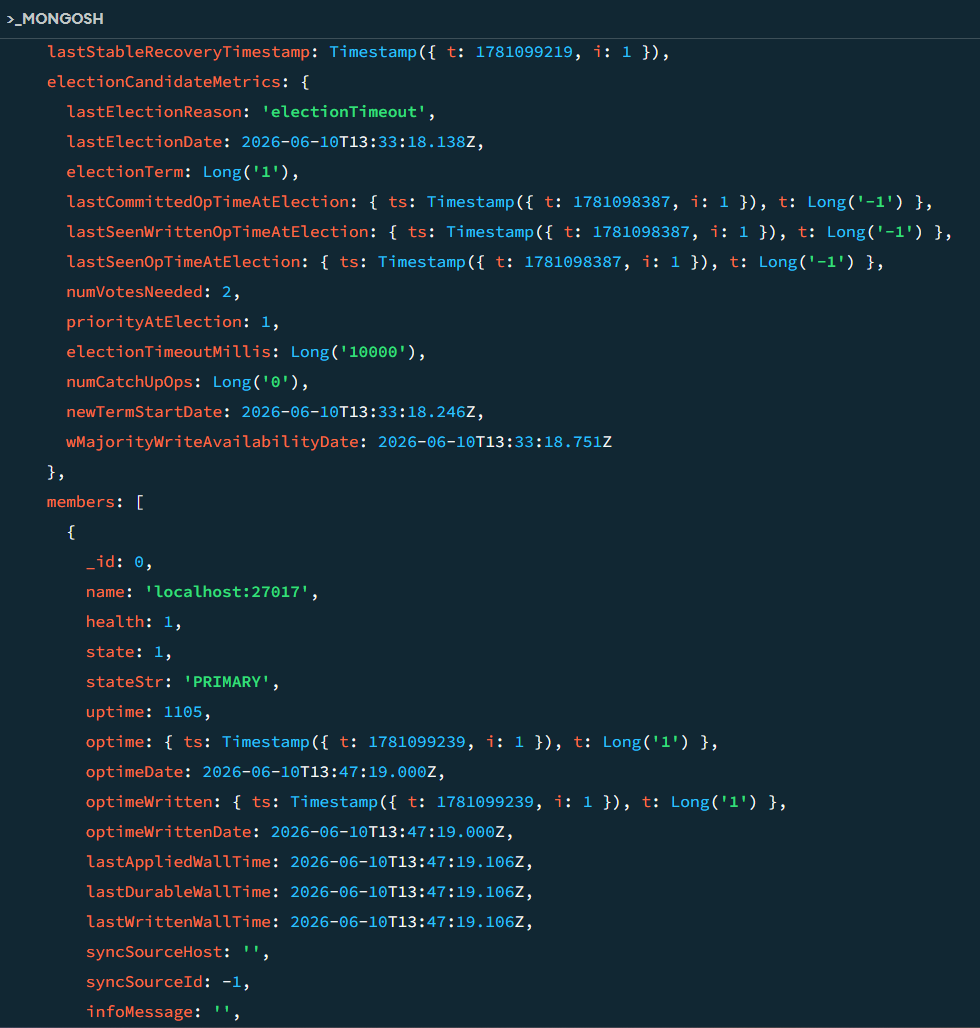 >_MONGOSH
lastStableRecoveryTimestamp: Timestamp({ t: 1781099219, i: 1 }),
electionCandidateMetrics: {
lastElectionReason: 'electionTimeout',
lastElectionDate: 2026-06-10T13:33:18.138Z,
electionTerm: Long('1'),
lastCommittedOpTimeAtElection: { ts: Timestamp({ t: 1781098387, i: 1 }), t: Long('-1') },
lastSeenWrittenOpTimeAtElection: { ts: Timestamp({ t: 1781098387, i: 1 }), t: Long('-1') },
lastSeenOpTimeAtElection: { ts: Timestamp({ t: 1781098387, i: 1 }), t: Long('-1') },
numVotesNeeded: 2,
priorityAtElection: 1,
electionTimeoutMillis: Long('10000'),
numCatchUpOps: Long('0'),
newTermStartDate: 2026-06-10T13:33:18.246Z,
wMajorityWriteAvailabilityDate: 2026-06-10T13:33:18.751Z
},
members: [
{
_id: 0,
name: 'localhost:27017',
health: 1,
state: 1,
stateStr: 'PRIMARY',
uptime: 1105,
optime: { ts: Timestamp({ t: 1781099239, i: 1 }), t: Long('1') },
optimeDate: 2026-06-10T13:47:19.000Z,
optimeWritten: { ts: Timestamp({ t: 1781099239, i: 1 }), t: Long('1') },
optimeWrittenDate: 2026-06-10T13:47:19.000Z,
lastAppliedWallTime: 2026-06-10T13:47:19.106Z,
lastDurableWallTime: 2026-06-10T13:47:19.106Z,
lastWrittenWallTime: 2026-06-10T13:47:19.106Z,
syncSourceHost: '',
syncSourceId: -1,
infoMessage: '',